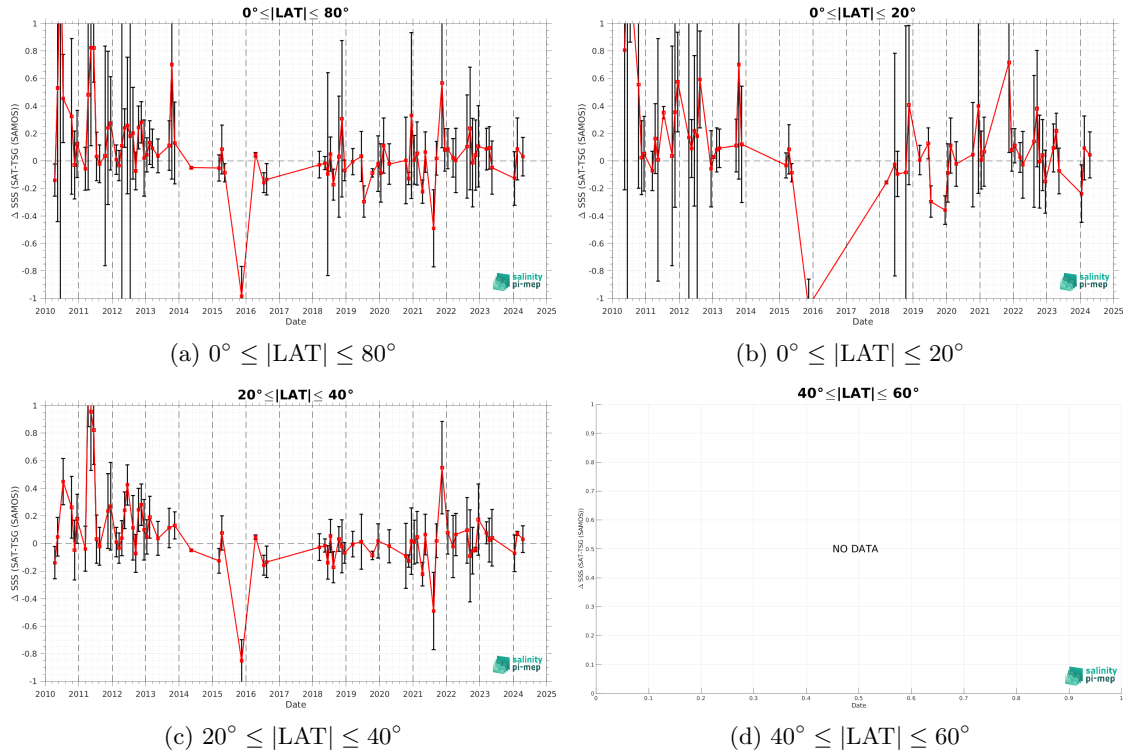 0°≤|LAT|≤ 80°
Δ SSS (SAT-TSG (SAMOS))
1
0.8
0.6
0.4
0.2
0
-0.2
-0.4
-0.6
-0.8
-1
2010 2011 2012 2013 2014 2015 2016 2017 2018 2019 2020 2021 2022 2023 2024 2025
Date
salinity
pi-mep
(a) 0° ≤ |LAT| ≤ 80°
0°≤|LAT|≤ 20°
Δ SSS (SAT-TSG (SAMOS))
1
0.8
0.6
0.4
0.2
0
-0.2
-0.4
-0.6
-0.8
-1
2010 2011 2012 2013 2014 2015 2016 2017 2018 2019 2020 2021 2022 2023 2024 2025
Date
salinity
pi-mep
(b) 0° ≤ |LAT| ≤ 20°
20°≤|LAT|≤ 40°
Δ SSS (SAT-TSG (SAMOS))
1
0.8
0.6
0.4
0.2
0
-0.2
-0.4
-0.6
-0.8
-1
2010 2011 2012 2013 2014 2015 2016 2017 2018 2019 2020 2021 2022 2023 2024 2025
Date
salinity
pi-mep
(c) 20° ≤ |LAT| ≤ 40°
40°≤|LAT|≤ 60°
Δ SSS (SAT-TSG (SAMOS))
1
0.9
0.8
0.7
0.6
0.5
0.4
0.3
0.2
0.1
0
NO DATA
0 0.1 0.2 0.3 0.4 0.5 0.6 0.7 0.8 0.9 1
Date
salinity
pi-mep
(d) 40° ≤ |LAT| ≤ 60°